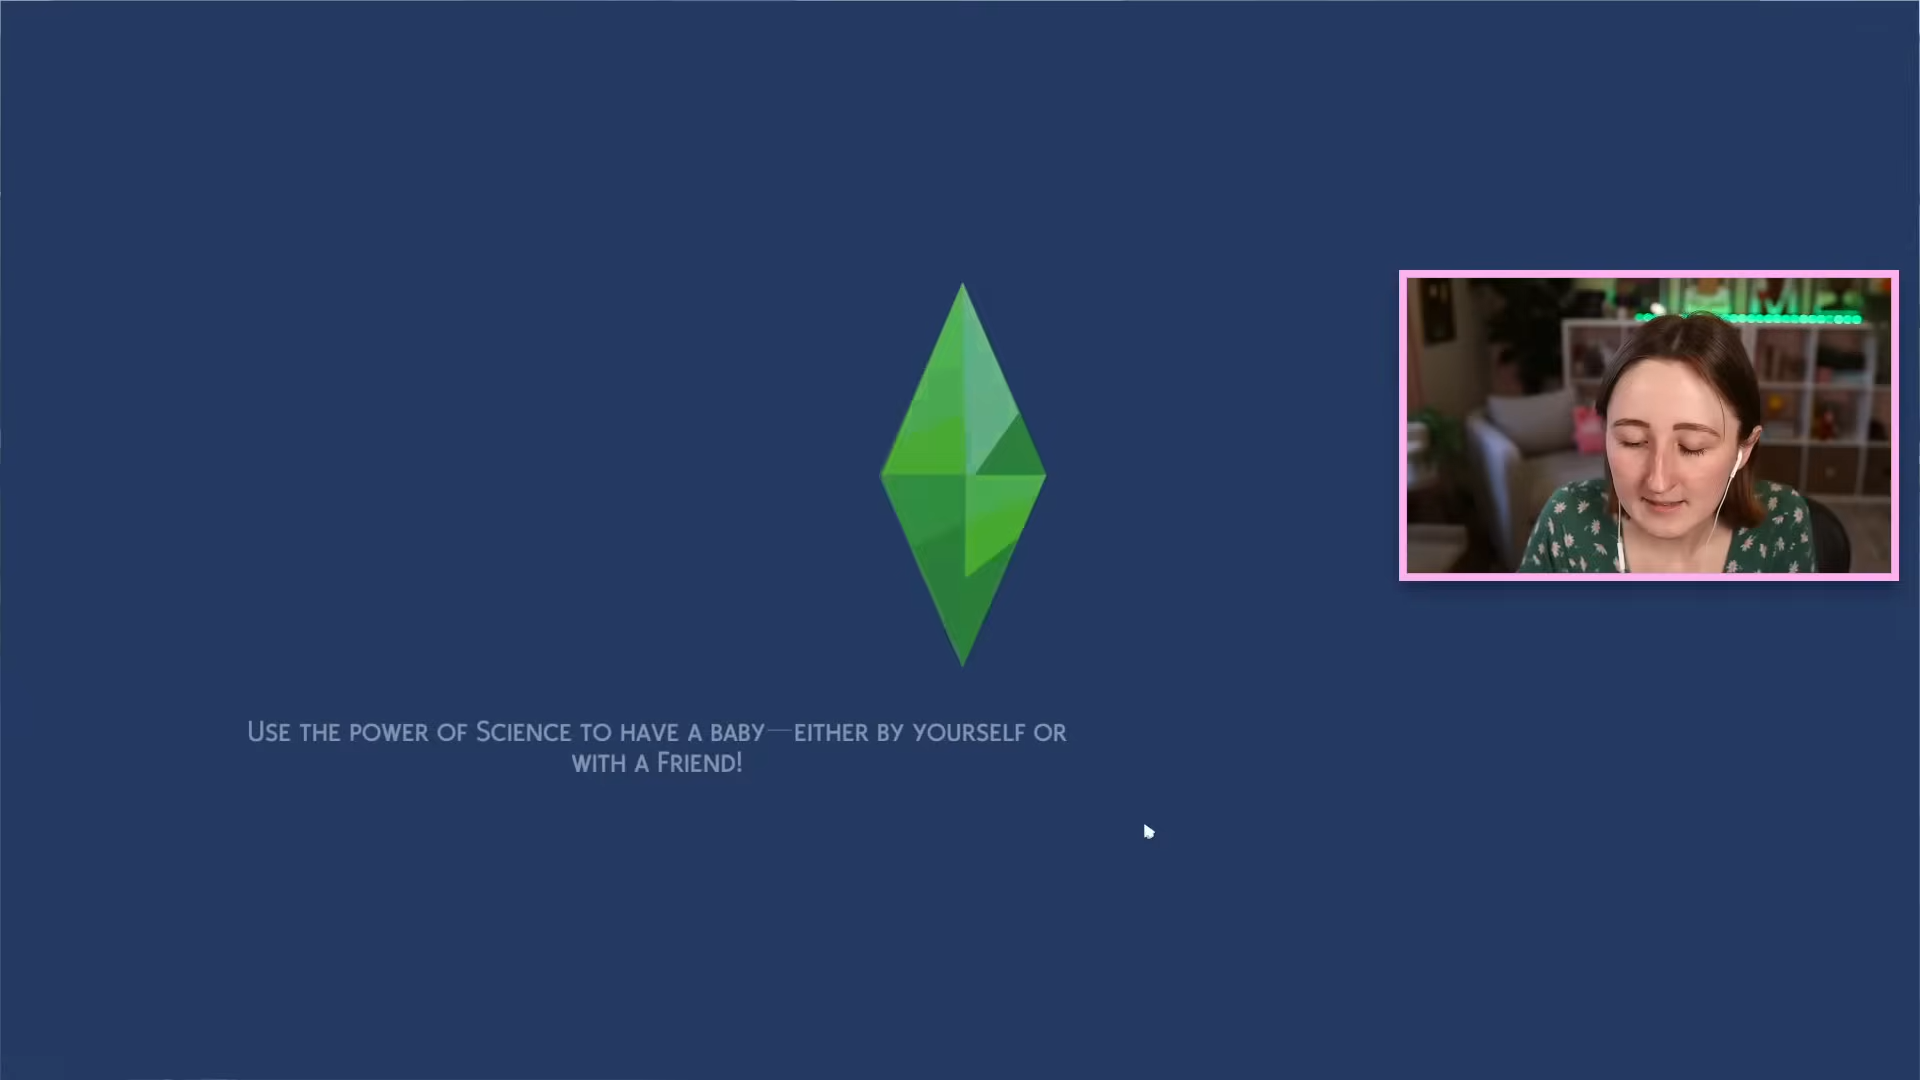 Use the power of Science to have a baby—either by yourself or
with a Friend!